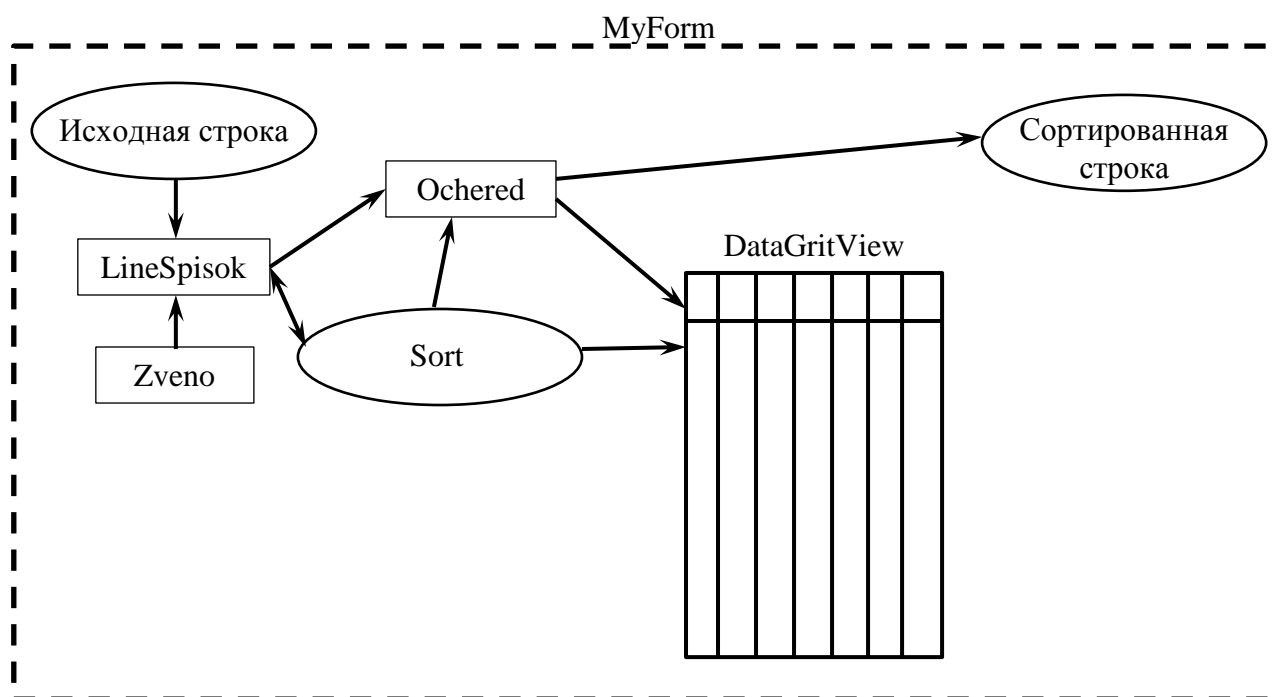 MyForm
Исходная строка
Сортированная
строка
Ochered
DataGritView
LineSpisok
Sort
Zveno